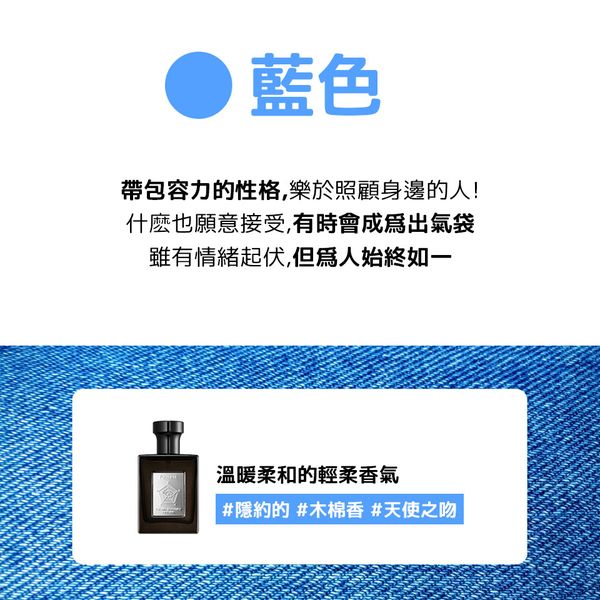 藍色
帶包容力的性格,樂於照顧身邊的人!
什麽也願意接受,有時會成爲出氣袋
雖有情緒起伏,但爲人始終如一
溫暖柔和的輕柔香氣
#隱約的 #木棉香 #天使之吻